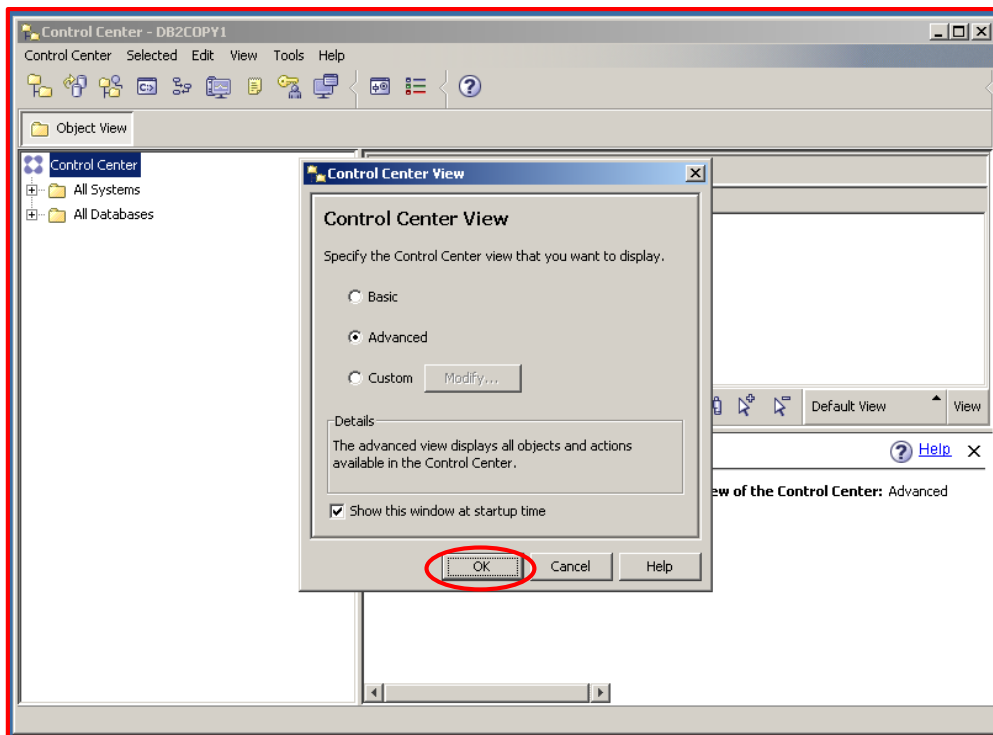 Control Center - DB2COPY1
Control Center Selected Edit View Tools Help
Object View
Control Center
All Systems
All Databases
Control Center View
Control Center View
Specify the Control Center view that you want to display.
Basic
Advanced
Custom Modify...
Details
The advanced view displays all objects and actions
available in the Control Center.
Show this window at startup time
OK Cancel Help
Default View View
Help
of the Control Center: Advanced